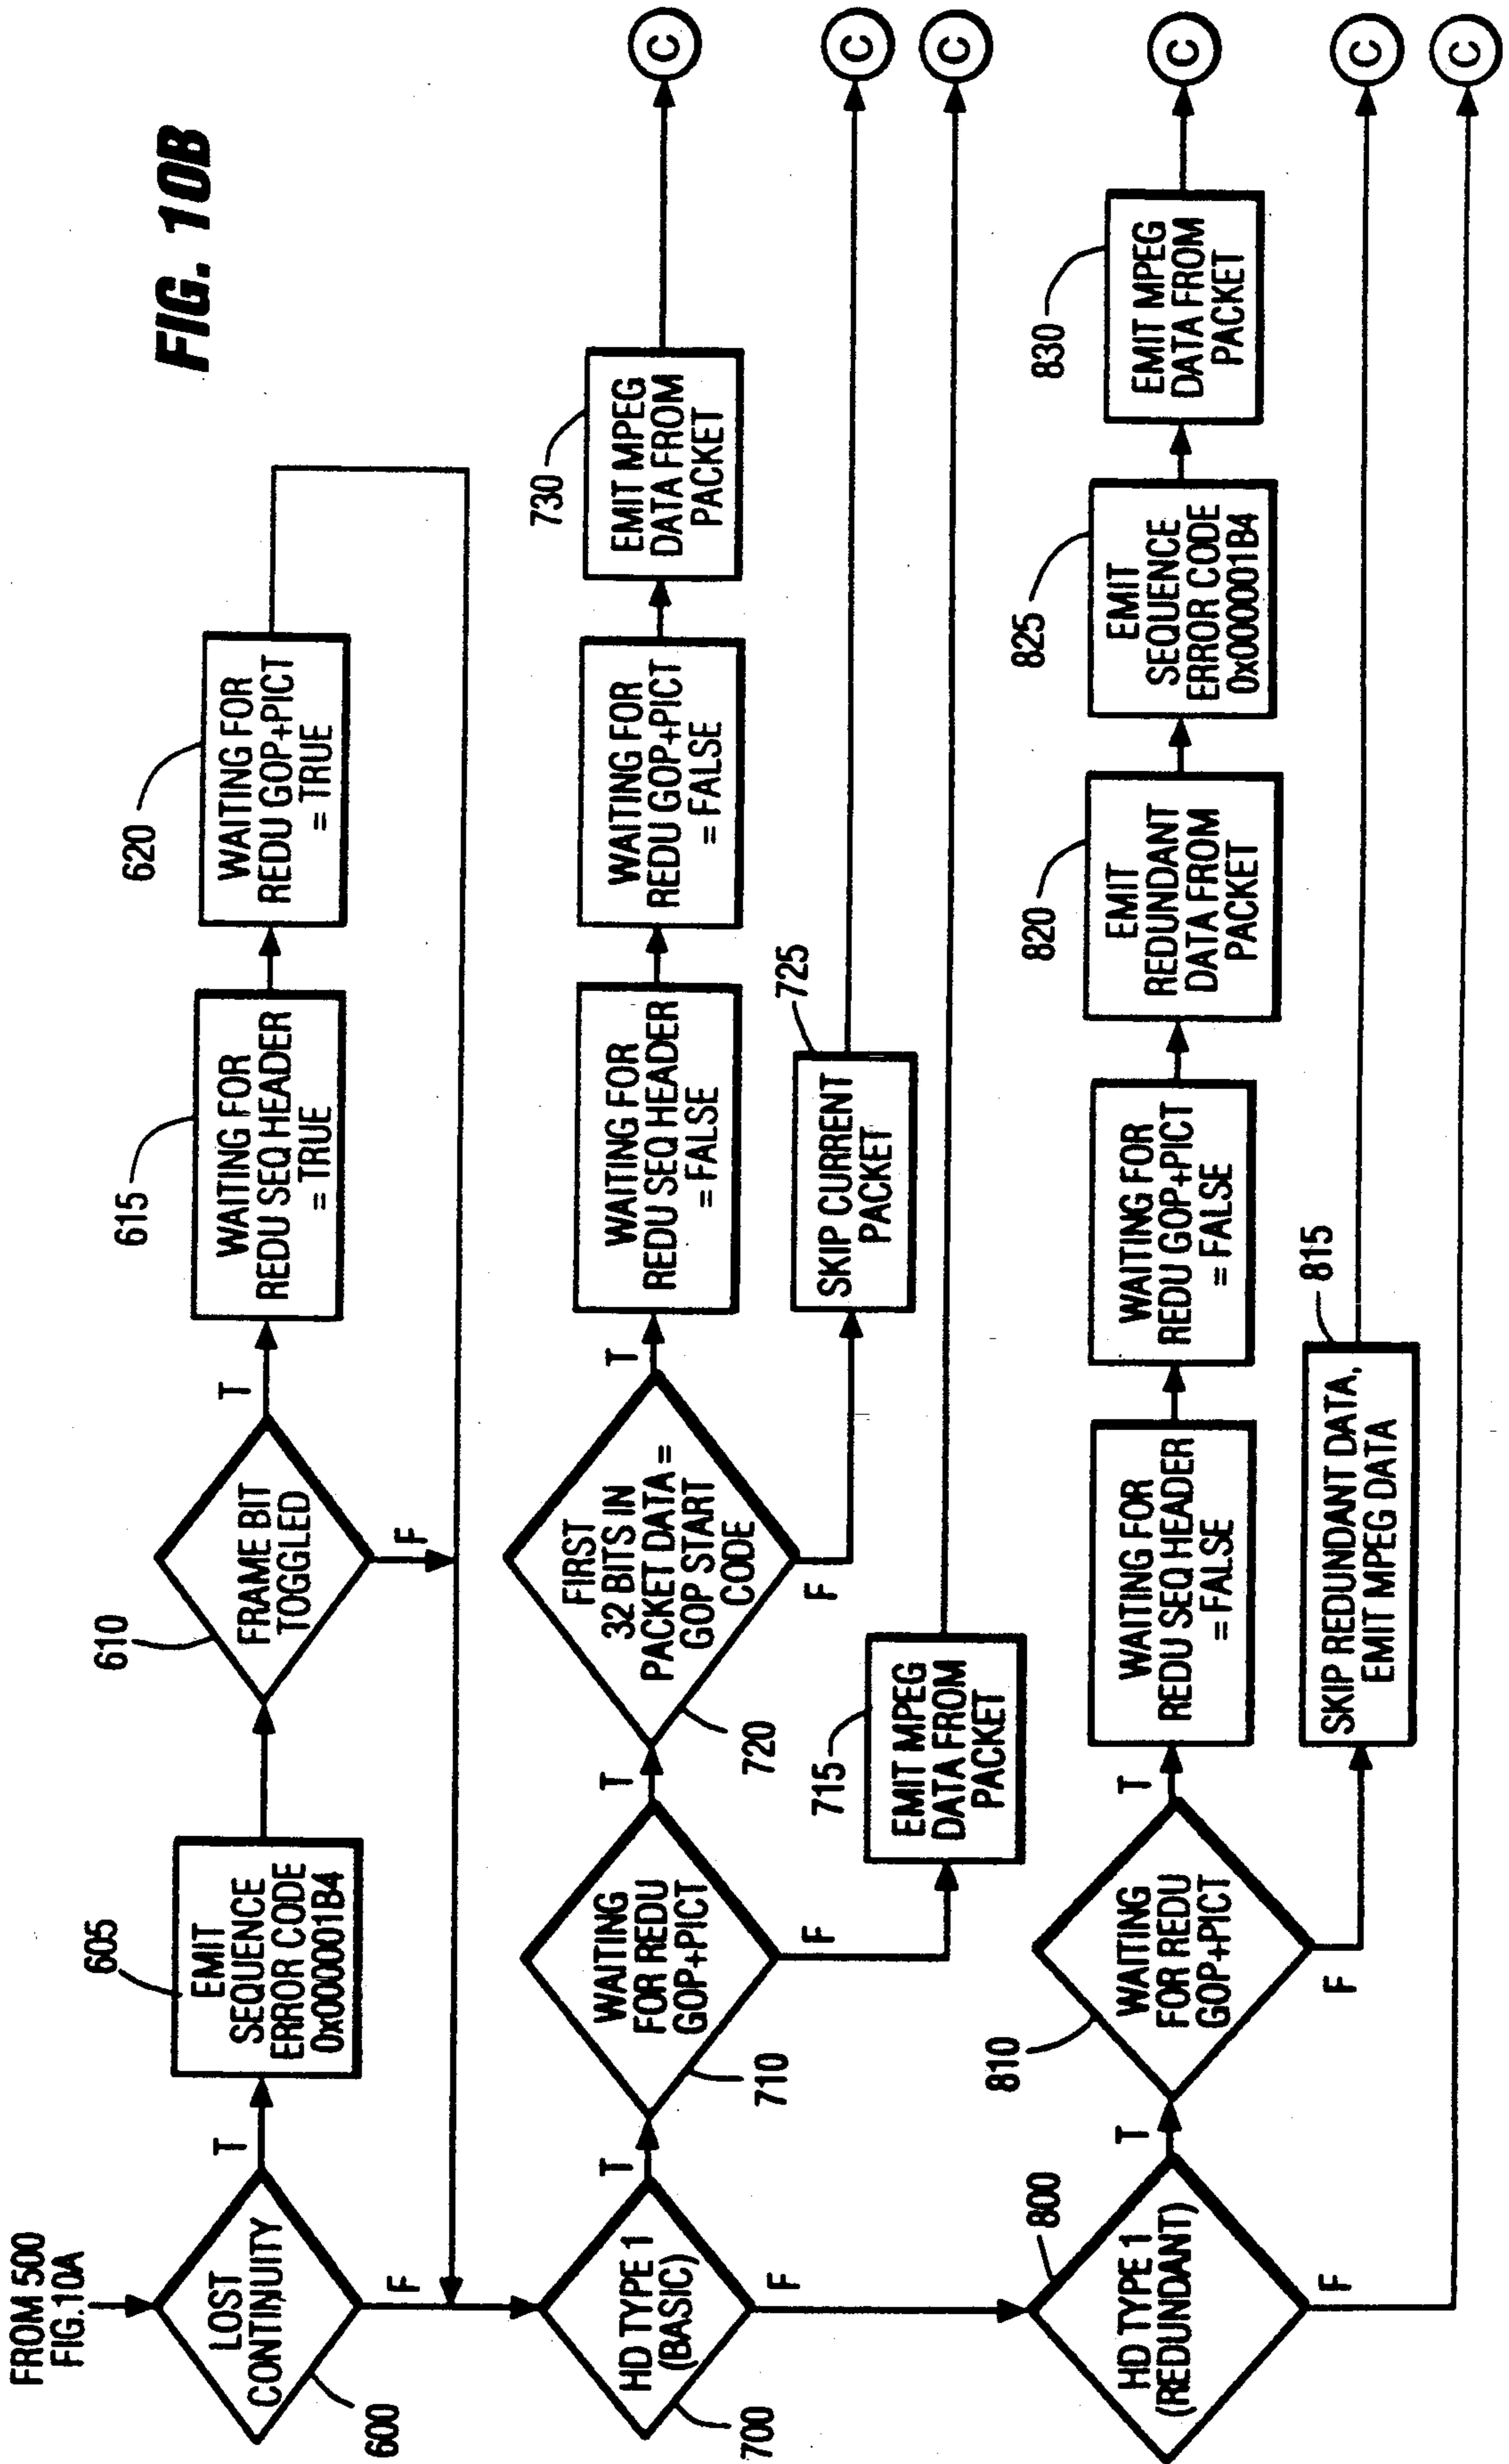 FIG. 10B
FROM 500
FIG.10A
LOST
CONTINUITY
600
T
F
EMIT
SEQUENCE
ERROR CODE
0x000001B4
605
FRAME BIT
TOGGLED
610
T
F
WAITING FOR
REDU SEQ HEADER
= TRUE
615
WAITING FOR
REDU GOP+PICT
= TRUE
620
HD TYPE 1
(BASIC)
700
T
F
WAITING
FOR REDU
GOP+PICT
710
T
F
EMIT MPEG
DATA FROM
PACKET
715
C
FIRST
32 BITS IN
PACKET DATA =
GOP START
CODE
720
T
F
SKIP CURRENT
PACKET
725
C
WAITING FOR
REDU SEQ HEADER
= FALSE
WAITING FOR
REDU GOP+PICT
= FALSE
EMIT MPEG
DATA FROM
PACKET
730
C
HD TYPE 1
(REDUNDANT)
800
T
F
C
WAITING
FOR REDU
GOP+PICT
810
T
F
SKIP REDUNDANT DATA,
EMIT MPEG DATA
815
C
WAITING FOR
REDU SEQ HEADER
= FALSE
WAITING FOR
REDU GOP+PICT
= FALSE
EMIT
REDUNDANT
DATA FROM
PACKET
820
EMIT
SEQUENCE
ERROR CODE
0x000001B4
825
EMIT MPEG
DATA FROM
PACKET
830
C